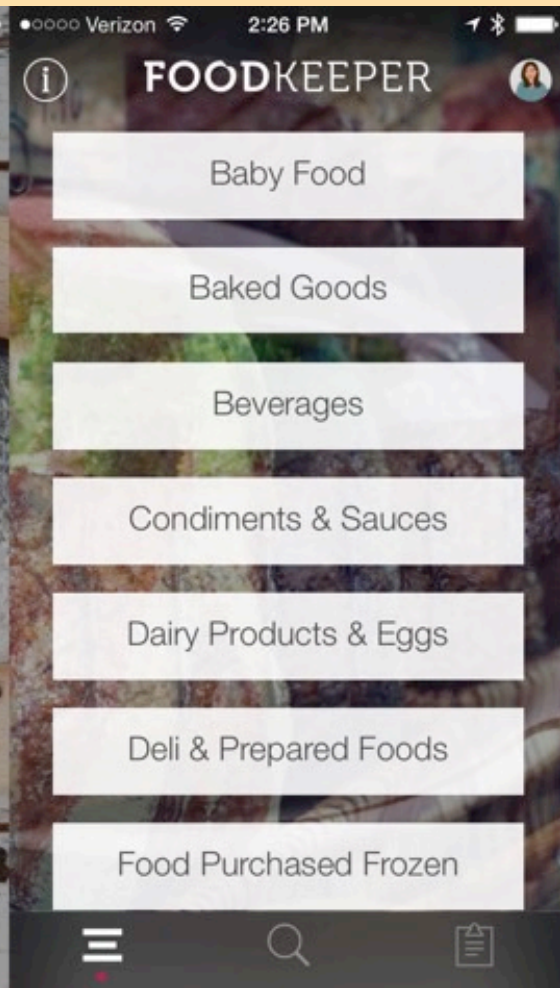 Verizon 2:26 PM
i FOODKEEPER
Baby Food
Baked Goods
Beverages
Condiments & Sauces
Dairy Products & Eggs
Deli & Prepared Foods
Food Purchased Frozen